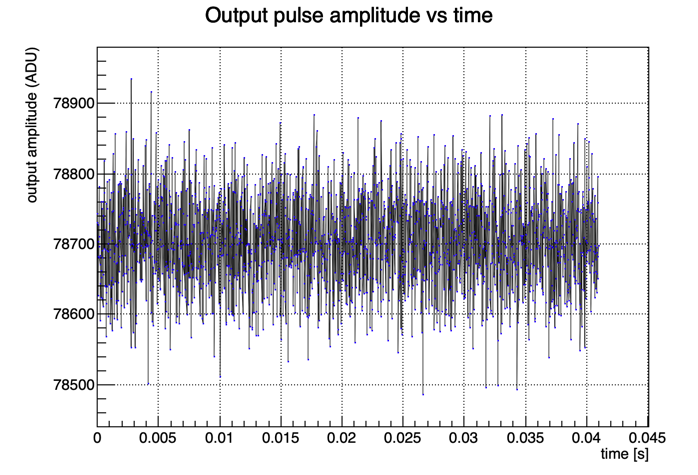 Output pulse amplitude vs time
output amplitude (ADU)
78900
78800
78700
78600
78500
0 0.005 0.01 0.015 0.02 0.025 0.03 0.035 0.04 0.045
time [s]